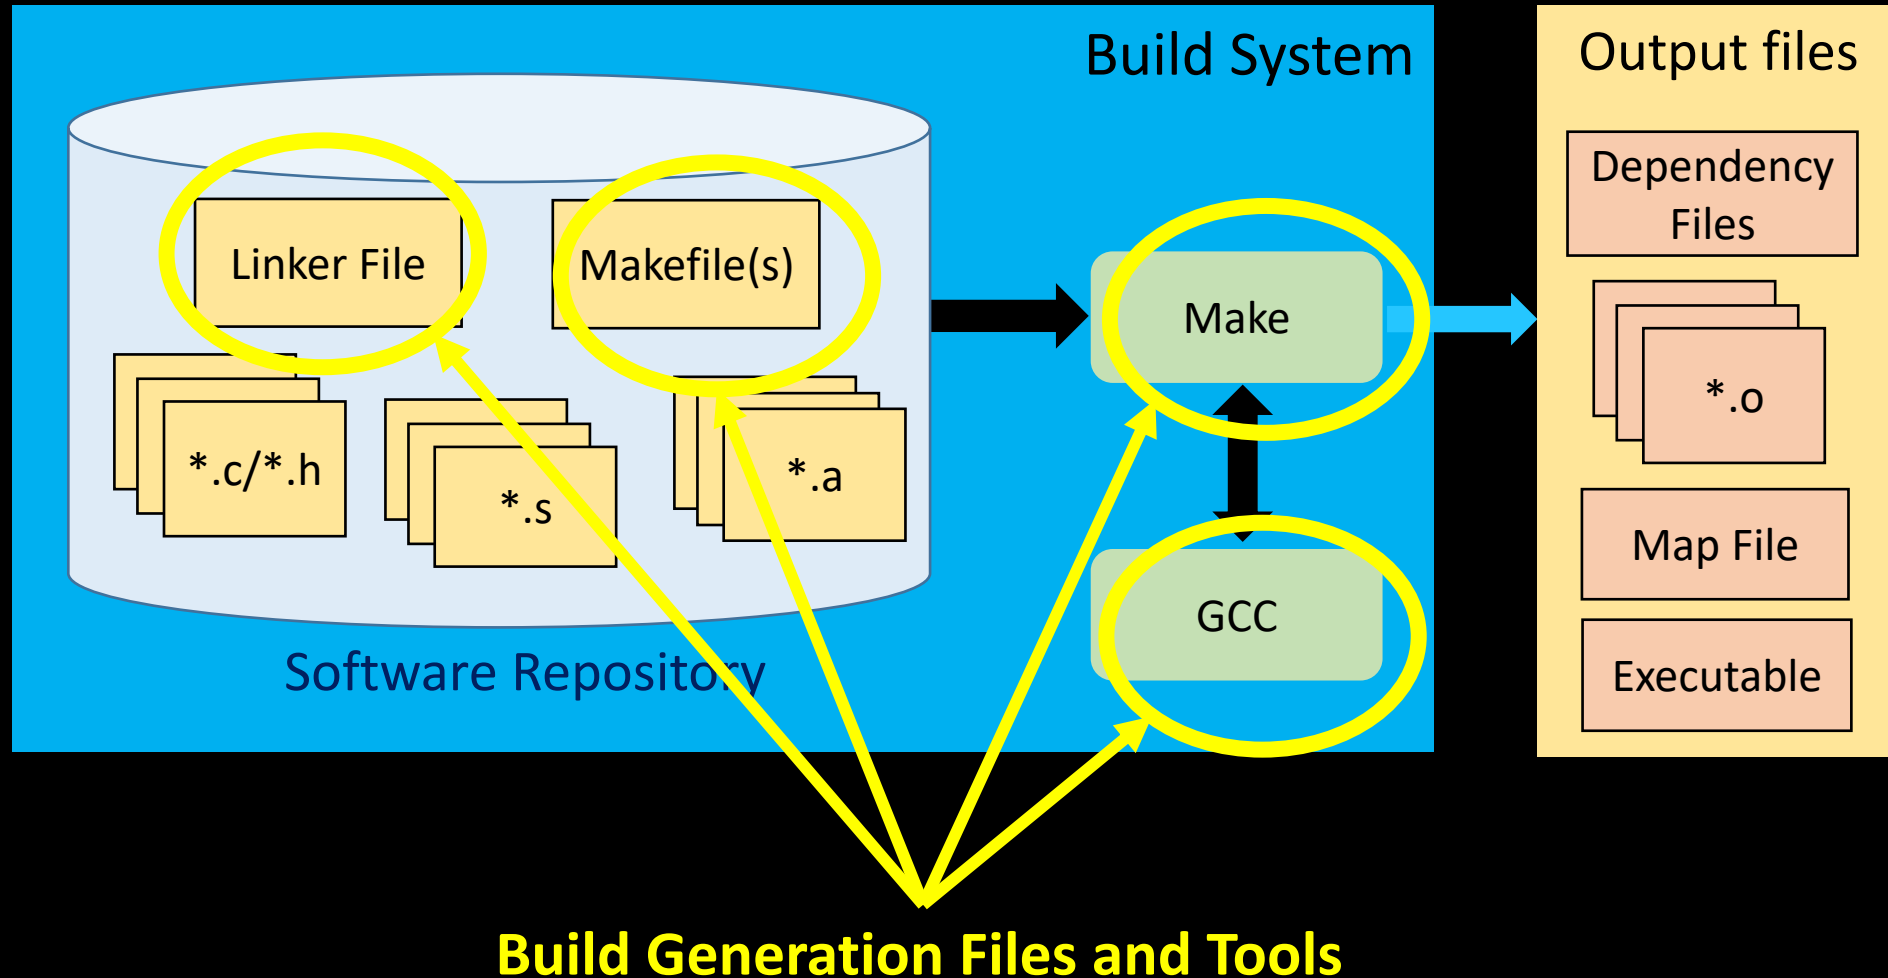 Build System
Output files
Linker File
Makefile(s)
*.c/*.h
*.s
*.a
Software Repository
Make
GCC
Dependency
Files
*.o
Map File
Executable
Build Generation Files and Tools